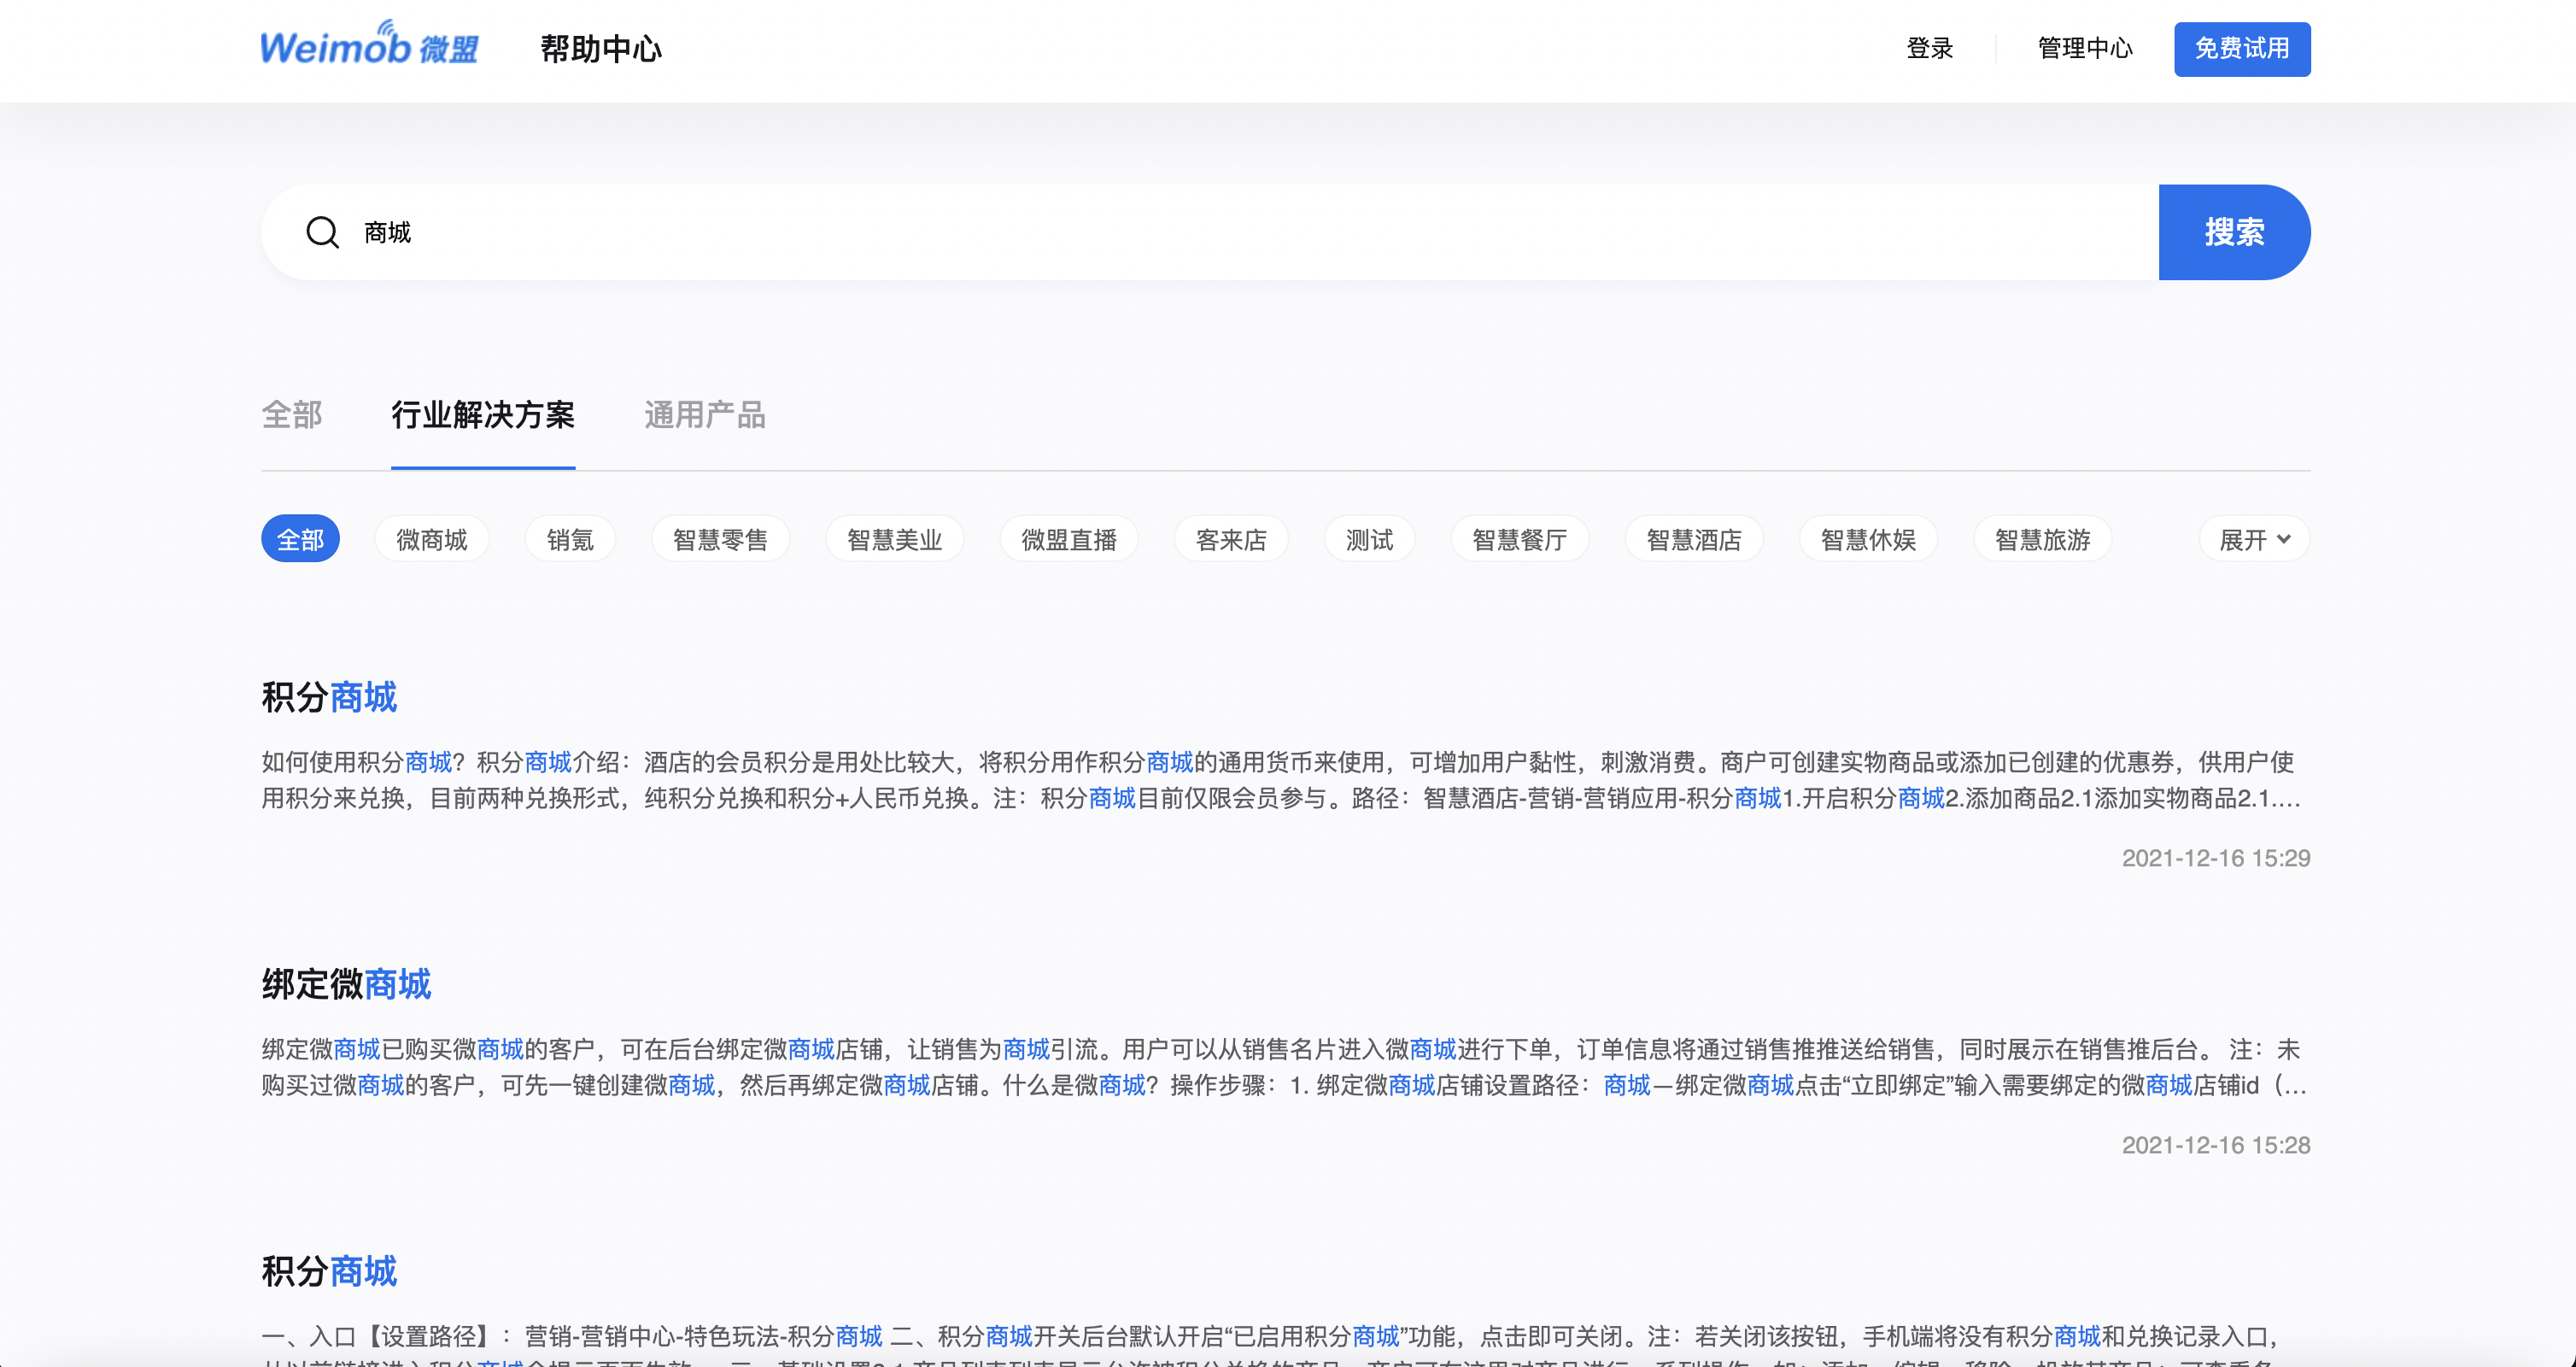 Weimob 微盟 帮助中心 登录 管理中心 免费试用
商城 搜索
全部 行业解决方案 通用产品
全部 微商城 销氪 智慧零售 智慧美业 微盟直播 客来店 测试 智慧餐厅 智慧酒店 智慧休娱 智慧旅游 展开
积分商城
如何使用积分商城？积分商城介绍：酒店的会员积分是用处比较大，将积分用作积分商城的通用货币来使用，可增加用户黏性，刺激消费。商户可创建实物商品或添加已创建的优惠券，供用户使
用积分来兑换，目前两种兑换形式，纯积分兑换和积分+人民币兑换。注：积分商城目前仅限会员参与。路径：智慧酒店-营销-营销应用-积分商城1.开启积分商城2.添加商品2.1添加实物商品2.1....
2021-12-16 15:29
绑定微商城
绑定微商城已购买微商城的客户，可在后台绑定微商城店铺，让销售为商城引流。用户可以从销售名片进入微商城进行下单，订单信息将通过销售推推送给销售，同时展示在销售推后台。 注：未
购买过微商城的客户，可先一键创建微商城，然后再绑定微商城店铺。什么是微商城？操作步骤：1. 绑定微商城店铺设置路径：商城—绑定微商城点击“立即绑定”输入需要绑定的微商城店铺id（...
2021-12-16 15:28
积分商城
一、入口【设置路径】：营销-营销中心-特色玩法-积分商城 二、积分商城开关后台默认开启“已启用积分商城”功能，点击即可关闭。注：若关闭该按钮，手机端将没有积分商城和兑换记录入口，